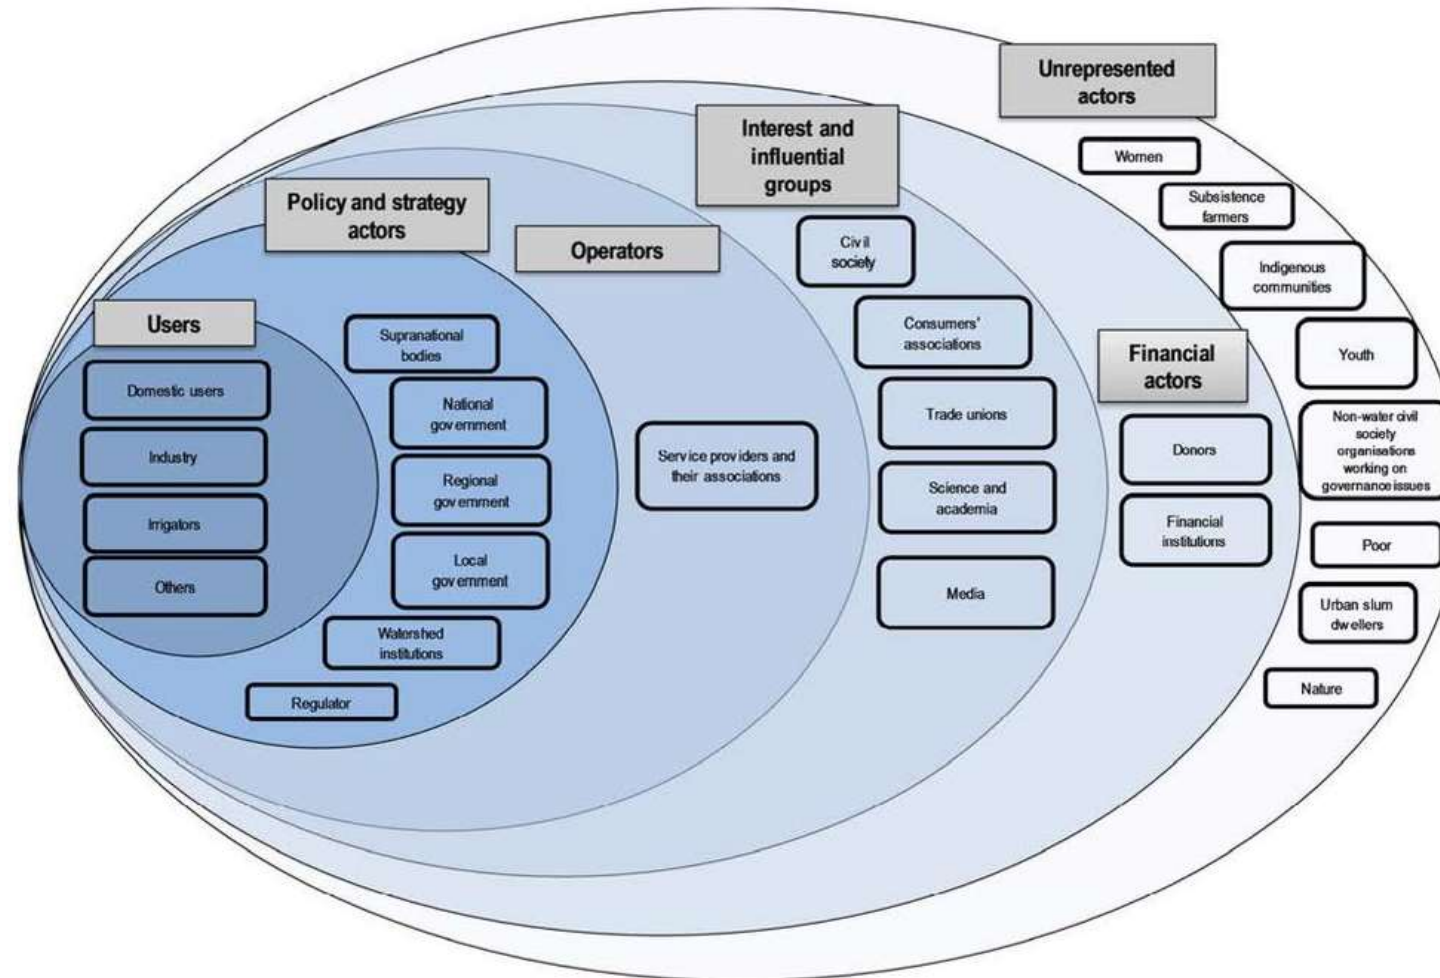 Users
Domestic users
Industry
Irrigators
Others
Policy and strategy
actors
Supranational
bodies
National
government
Regional
government
Local
government
Watershed
institutions
Regulator
Operators
Service providers and
their associations
Interest and
influential
groups
Civil
society
Consumers'
associations
Trade unions
Science and
academia
Media
Financial
actors
Donors
Financial
institutions
Unrepresented
actors
Women
Subsistence
farmers
Indigenous
communities
Youth
Non-water civil
society
organisations
working on
governance issues
Poor
Urban slum
dwellers
Nature